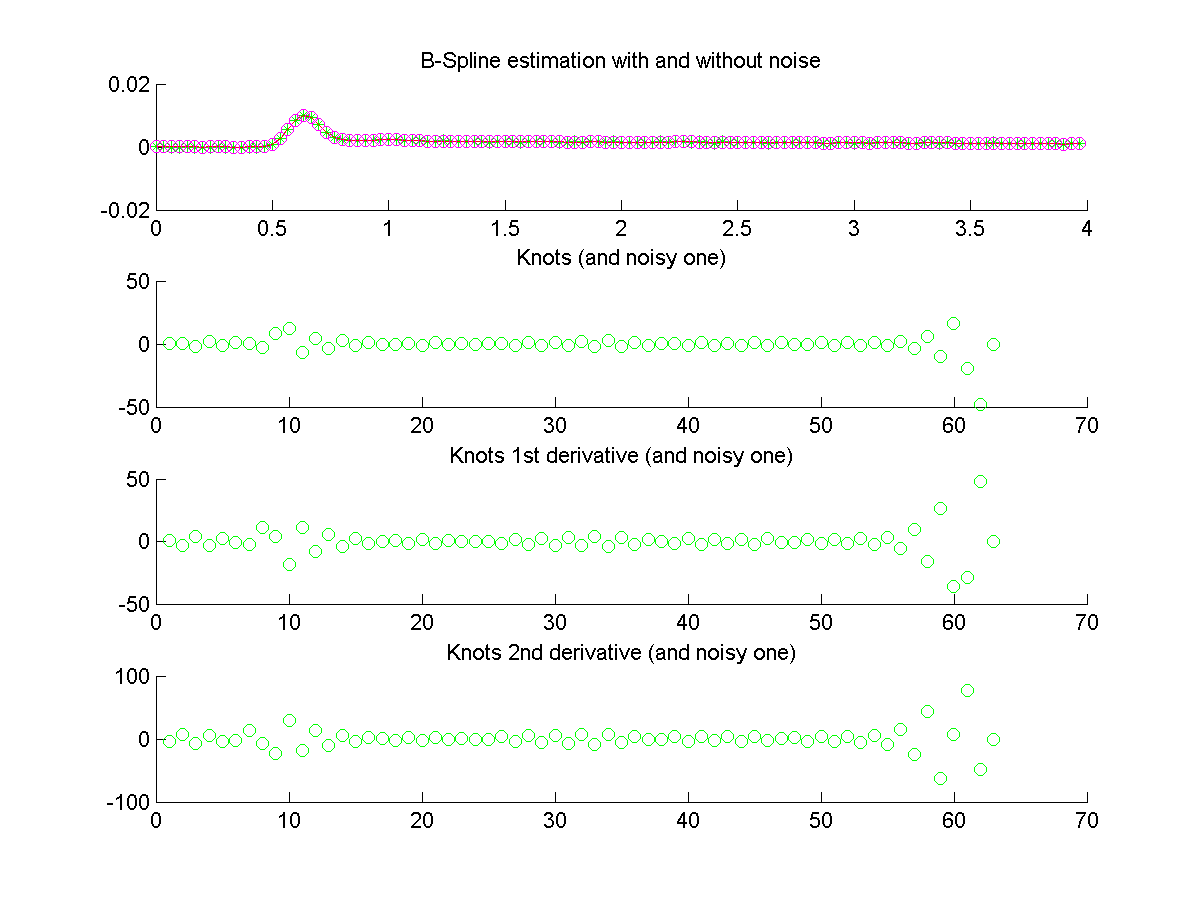 B-Spline estimation with and without noise
0.02
0
-0.02
0 0.5 1 1.5 2 2.5 3 3.5 4
Knots (and noisy one)
50
0
-50
0 10 20 30 40 50 60 70
Knots 1st derivative (and noisy one)
50
0
-50
0 10 20 30 40 50 60 70
Knots 2nd derivative (and noisy one)
100
0
-100
0 10 20 30 40 50 60 70